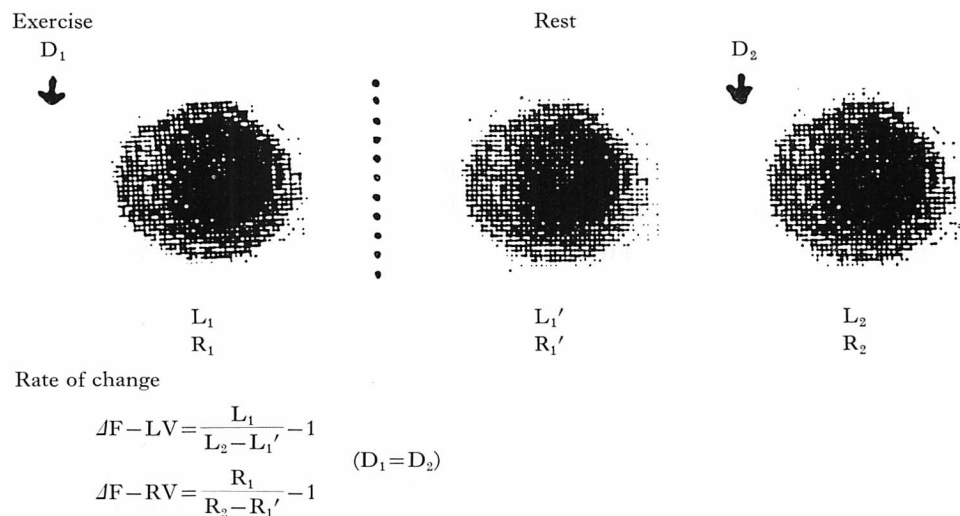 Exercise Rest
D₁ D₂
L₁ L₁′ L₂
R₁ R₁′ R₂
Rate of change
ΔF−LV = L₁ / (L₂−L₁′) −1
(D₁=D₂)
ΔF−RV = R₁ / (R₂−R₁′) −1